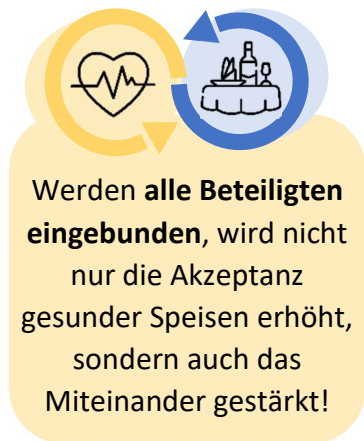 Werden alle Beteiligten
eingebunden, wird nicht
nur die Akzeptanz
gesunder Speisen erhöht,
sondern auch das
Miteinander gestärkt!